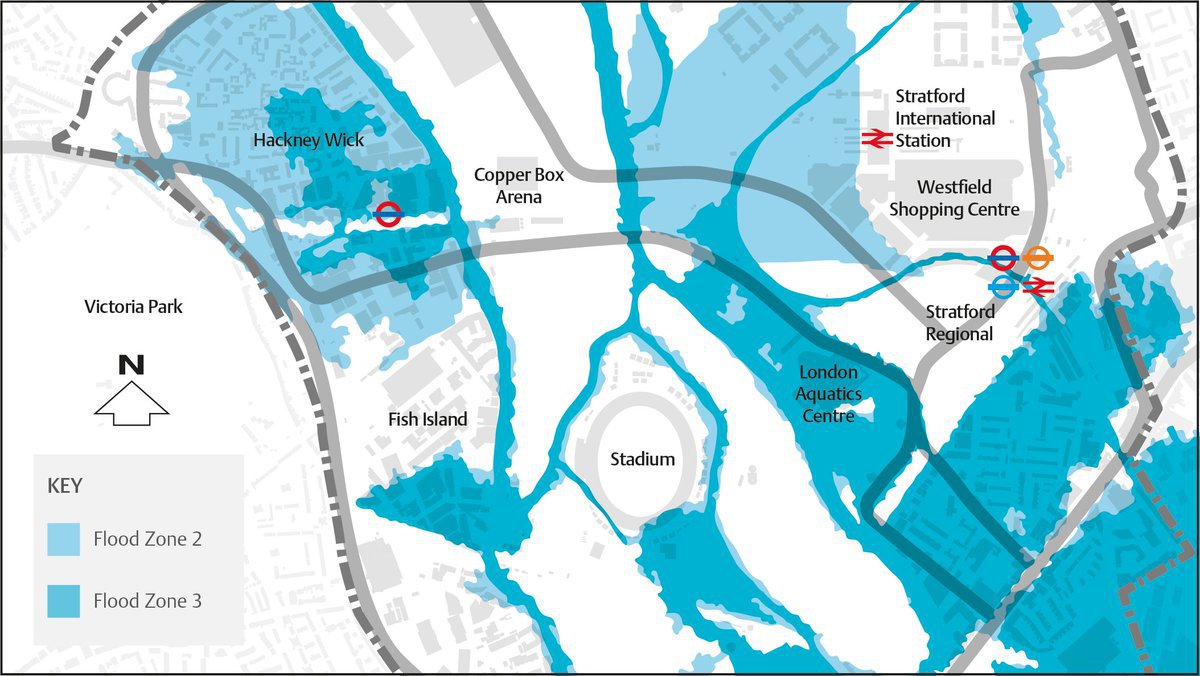 Stratford
International
Station
Hackney Wick
Copper Box
Arena
Westfield
Shopping Centre
Victoria Park
Stratford
Regional
N
London
Aquatics
Centre
Fish Island
Stadium
KEY
Flood Zone 2
Flood Zone 3